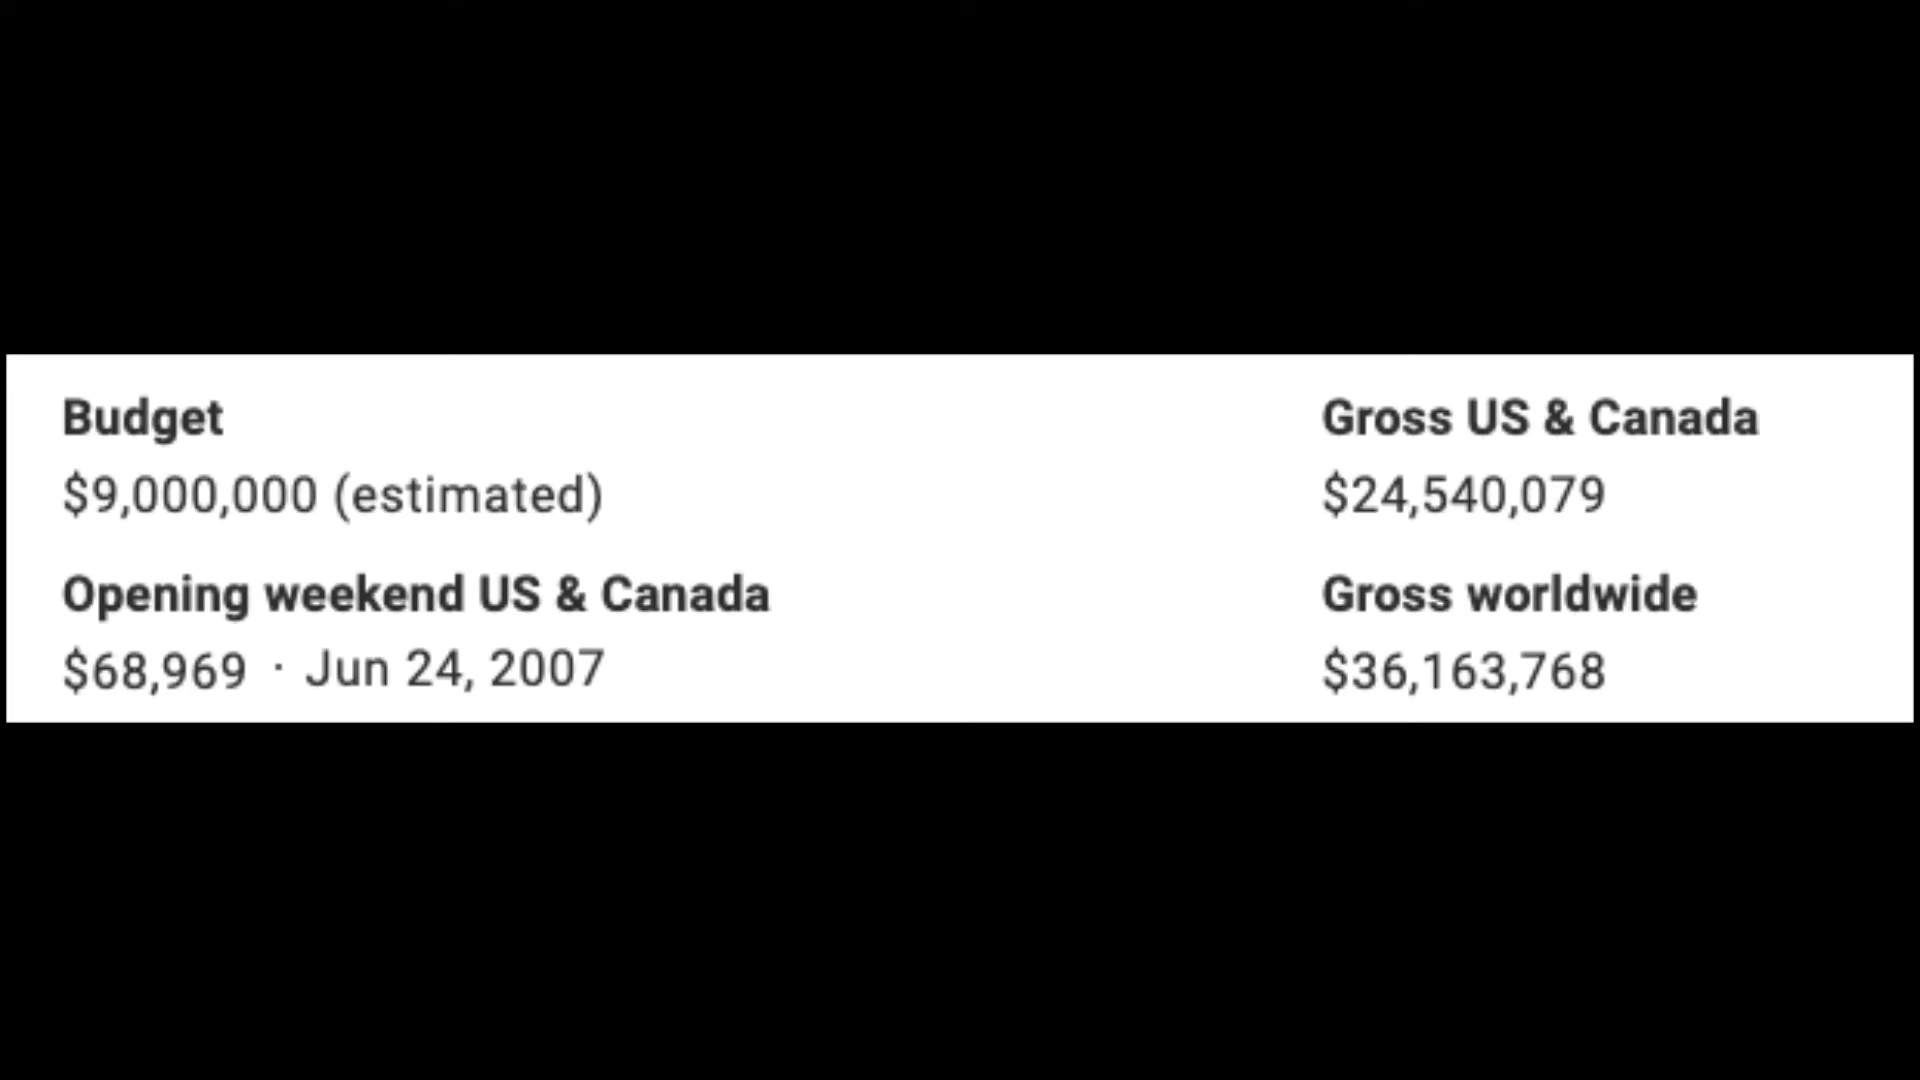 Budget
$9,000,000 (estimated)
Opening weekend US & Canada
$68,969 · Jun 24, 2007
Gross US & Canada
$24,540,079
Gross worldwide
$36,163,768